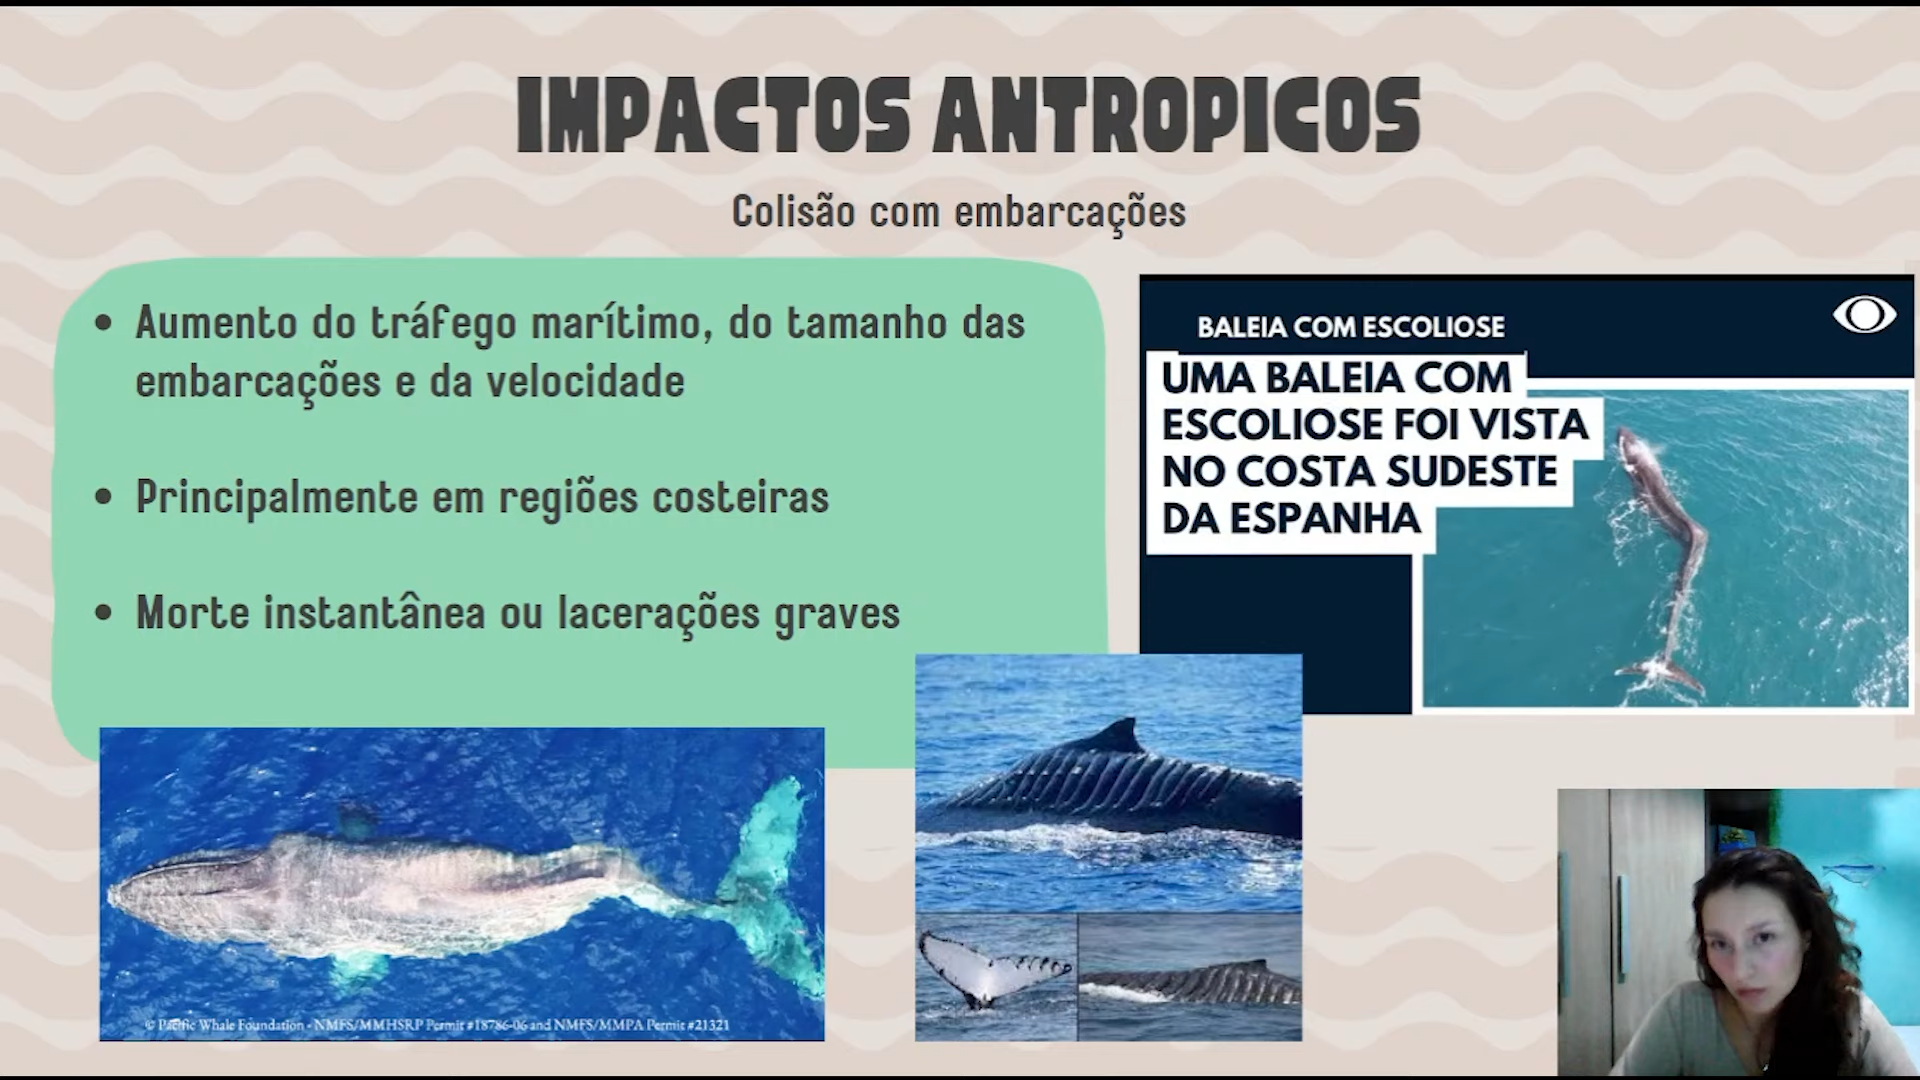 IMPACTOS ANTROPICOS
Colisão com embarcações
• Aumento do tráfego marítimo, do tamanho das
embarcações e da velocidade
• Principalmente em regiões costeiras
• Morte instantânea ou lacerações graves
BALEIA COM ESCOLIOSE
UMA BALEIA COM
ESCOLIOSE FOI VISTA
NO COSTA SUDESTE
DA ESPANHA
© Pacific Whale Foundation - NMFS/MMHSRP Permit #18786-06 and NMFS/MMPA Permit #21321